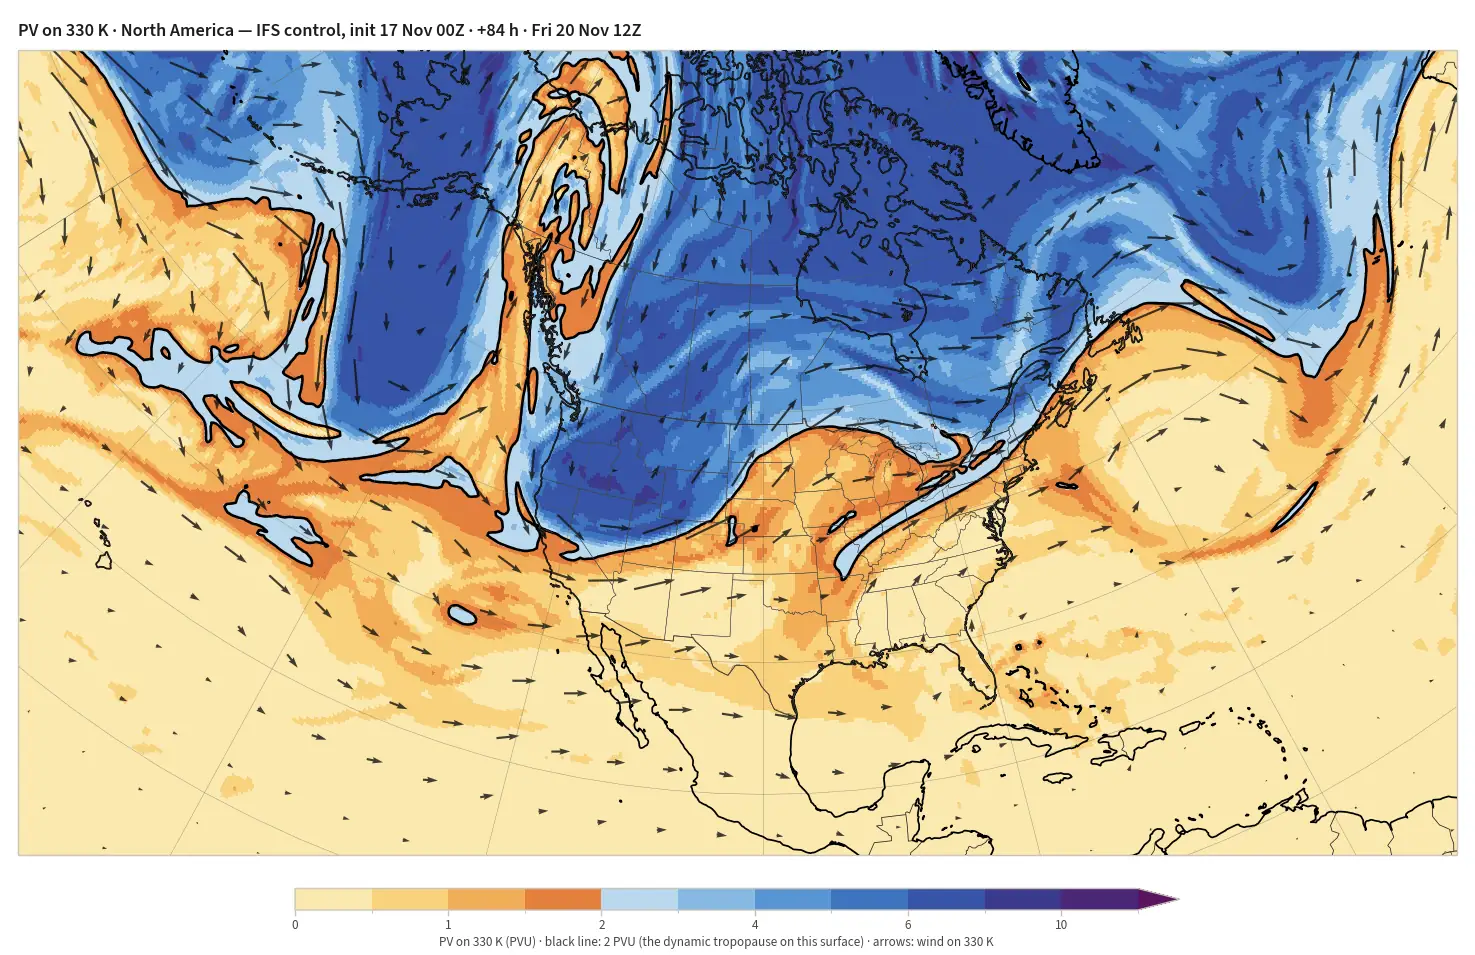 PV on 330 K · North America — IFS control, init 17 Nov 00Z · +84 h · Fri 20 Nov 12Z
0 1 2 4 6 10
PV on 330 K (PVU) · black line: 2 PVU (the dynamic tropopause on this surface) · arrows: wind on 330 K